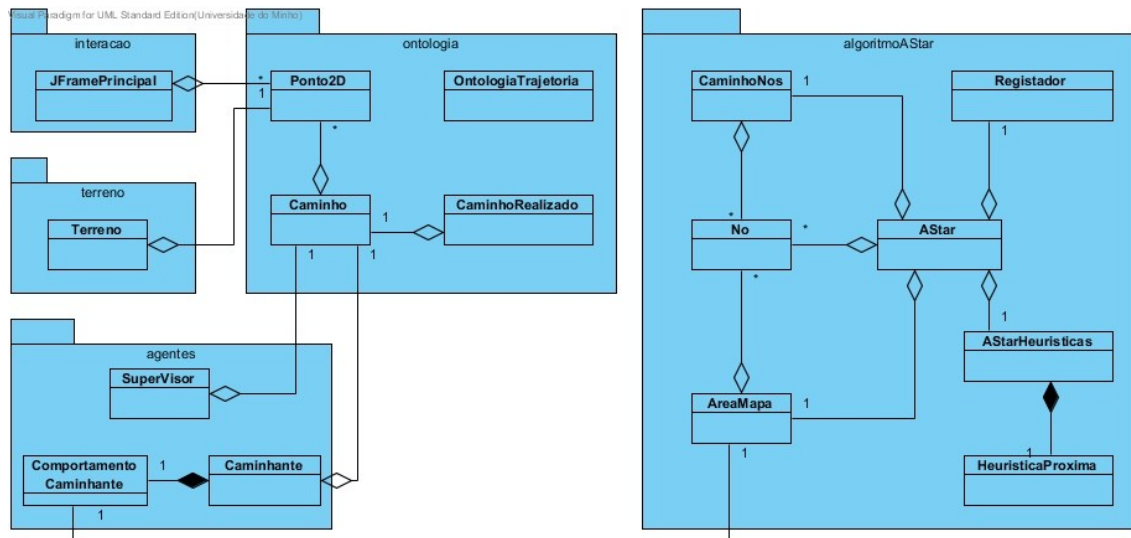 Visual Paradigm for UML Standard Edition(Universidade do Minho)
interacao
JFramePrincipal
*
1
terreno
Terreno
ontologia
Ponto2D
OntologiaTrajetoria
*
Caminho
CaminhoRealizado
1
1
1
agentes
SuperVisor
Comportamento
Caminhante
1
Caminhante
1
algoritmoAStar
CaminhoNos
1
Registador
1
*
No
*
AStar
*
1
AStarHeuristicas
AreaMapa
1
1
1
HeuristicaProxima